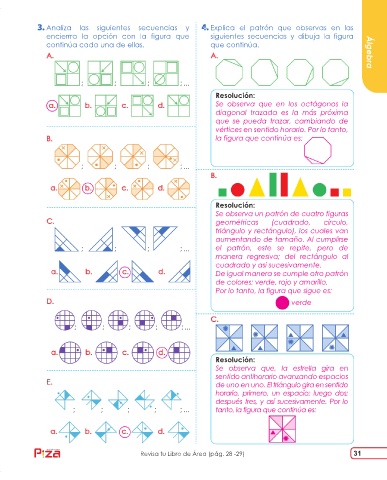 3. Analiza las siguientes secuencias y
encierra la opción con la figura que
continúa cada una de ellas.
A.
; ; ; ...
a. b. c. d.
B.
; ; ; ...
a. b. c. d.
C.
; ; ; ...
a. b. c. d.
D.
; ; ; ; ...
a. b. c. d.
E.
; ; ; ; ...
a. b. c. d.
4. Explica el patrón que observas en las
siguientes secuencias y dibuja la figura
que continúa.
A.
Resolución:
Se observa que en los octágonos la
diagonal trazada es la más próxima
que se pueda trazar, cambiando de
vértices en sentido horario. Por lo tanto,
la figura que continúa es:
B.
Resolución:
Se observa un patrón de cuatro figuras
geométricas (cuadrado, círculo,
triángulo y rectángulo), los cuales van
aumentando de tamaño. Al cumplirse
el patrón, este se repite, pero de
manera regresiva; del rectángulo al
cuadrado y así sucesivamente.
De igual manera se cumple otro patrón
de colores; verde, rojo y amarillo.
Por lo tanto, la figura que sigue es:
verde
C.
Resolución:
Se observa que, la estrella gira en
sentido antihorario avanzando espacios
de uno en uno. El triángulo gira en sentido
horario, primero, un espacio; luego dos;
después tres, y así sucesivamente. Por lo
tanto, la figura que continúa es:
Álgebra
Pizza
Revisa tu Libro de Área (pág. 28 -29)
31